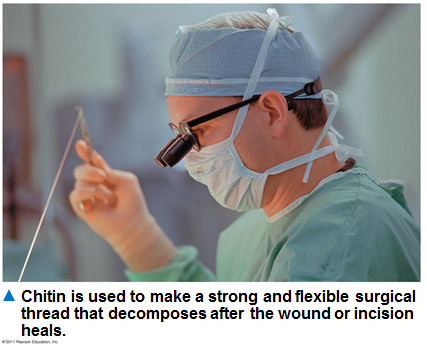 ▲ Chitin is used to make a strong and flexible surgical
thread that decomposes after the wound or incision
heals.
© 2011 Pearson Education, Inc.